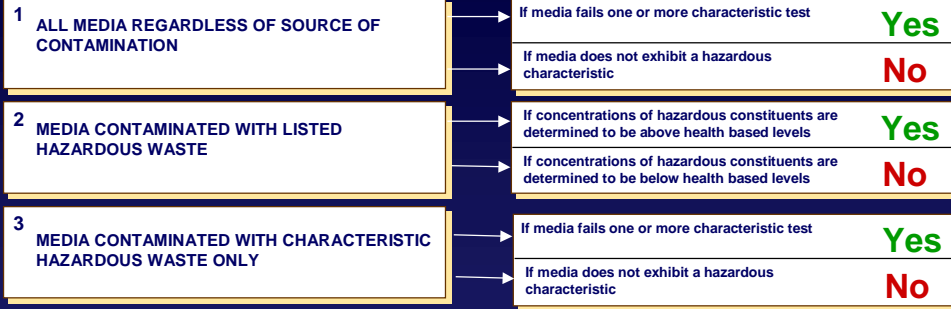 1
ALL MEDIA REGARDLESS OF SOURCE OF
CONTAMINATION
If media fails one or more characteristic test
Yes
If media does not exhibit a hazardous
characteristic
No
2
MEDIA CONTAMINATED WITH LISTED
HAZARDOUS WASTE
If concentrations of hazardous constituents are
determined to be above health based levels
Yes
If concentrations of hazardous constituents are
determined to be below health based levels
No
3
MEDIA CONTAMINATED WITH CHARACTERISTIC
HAZARDOUS WASTE ONLY
If media fails one or more characteristic test
Yes
If media does not exhibit a hazardous
characteristic
No